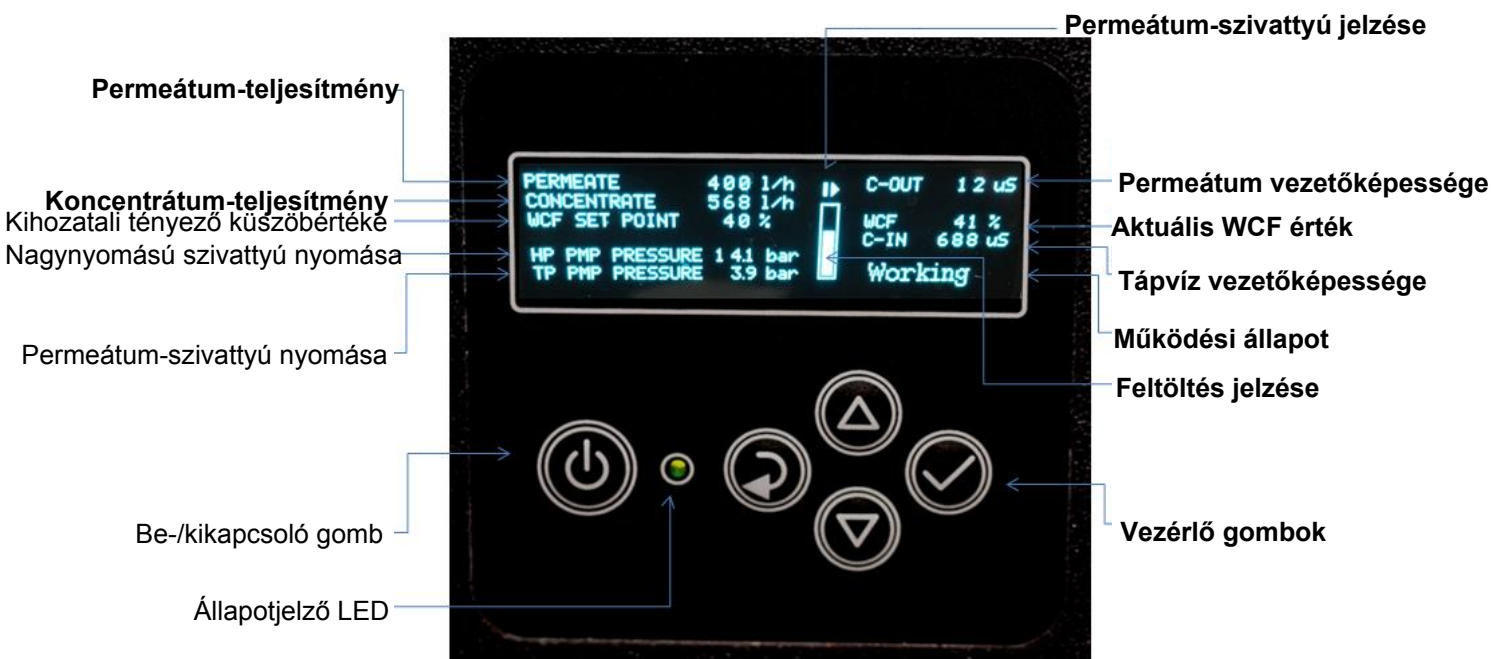 Permeátum-szivattyú jelzése
Permeátum-teljesítmény
Koncentrátum-teljesítmény
Kihozatali tényező küszöbértéke
Nagynyomású szivattyú nyomása
Permeátum-szivattyú nyomása
Be-/kikapcsoló gomb
Állapotjelző LED
PERMEATE 400 l/h
CONCENTRATE 568 l/h
WCF SET POINT 40 %
HP PMP PRESSURE 14.1 bar
TP PMP PRESSURE 3.9 bar
C-OUT 12 uS
WCF 41 %
C-IN 688 uS
Working
Permeátum vezetőképessége
Aktuális WCF érték
Tápvíz vezetőképessége
Működési állapot
Feltöltés jelzése
Vezérlő gombok